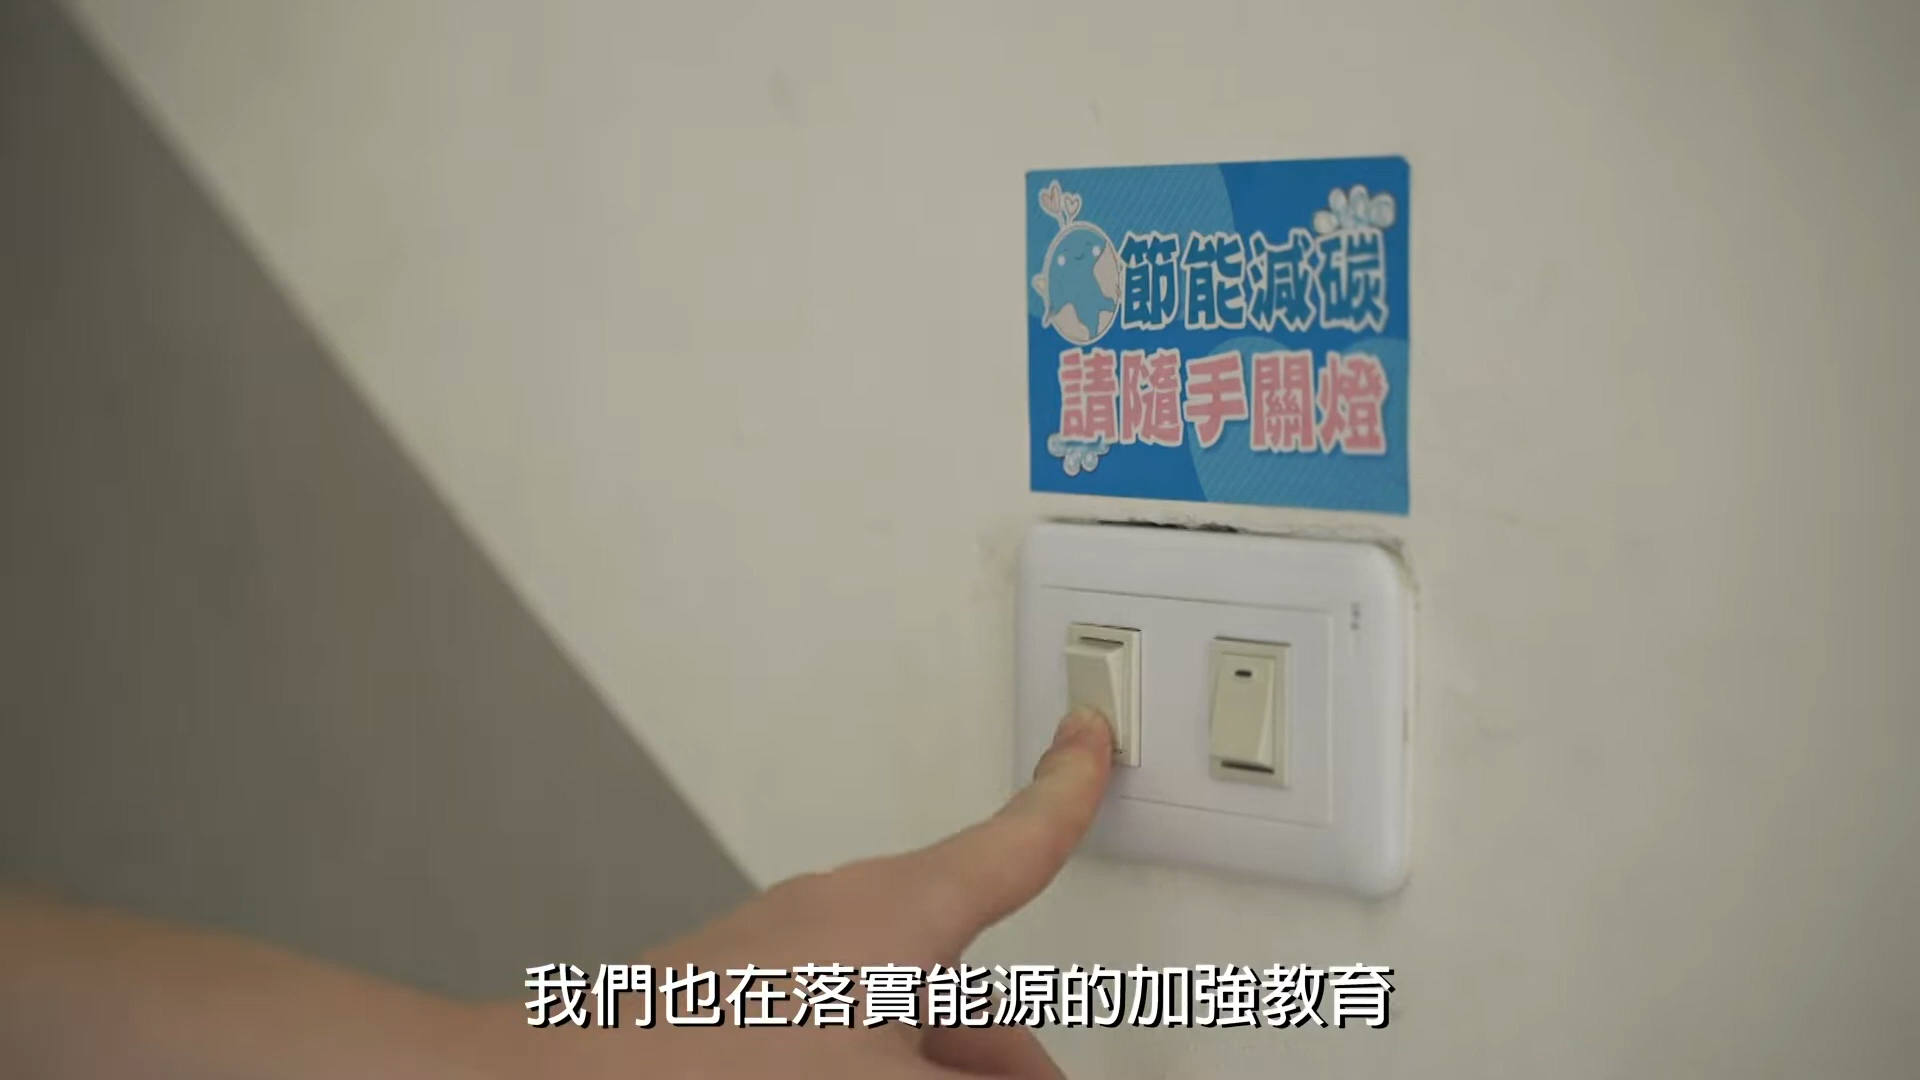 節能減碳
請隨手關燈
我們也在落實能源的加強教育